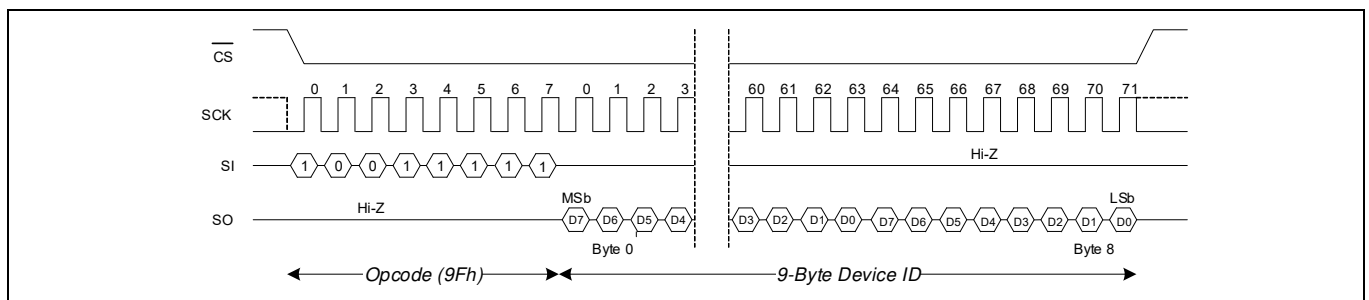 CS
0 1 2 3 4 5 6 7 0 1 2 3 60 61 62 63 64 65 66 67 68 69 70 71
SCK
Hi-Z
SI 1 0 0 1 1 1 1 1
Hi-Z MSb LSb
SO D7 D6 D5 D4 D3 D2 D1 D0 D7 D6 D5 D4 D3 D2 D1 D0
Byte 0 Byte 8
Opcode (9Fh) 9-Byte Device ID